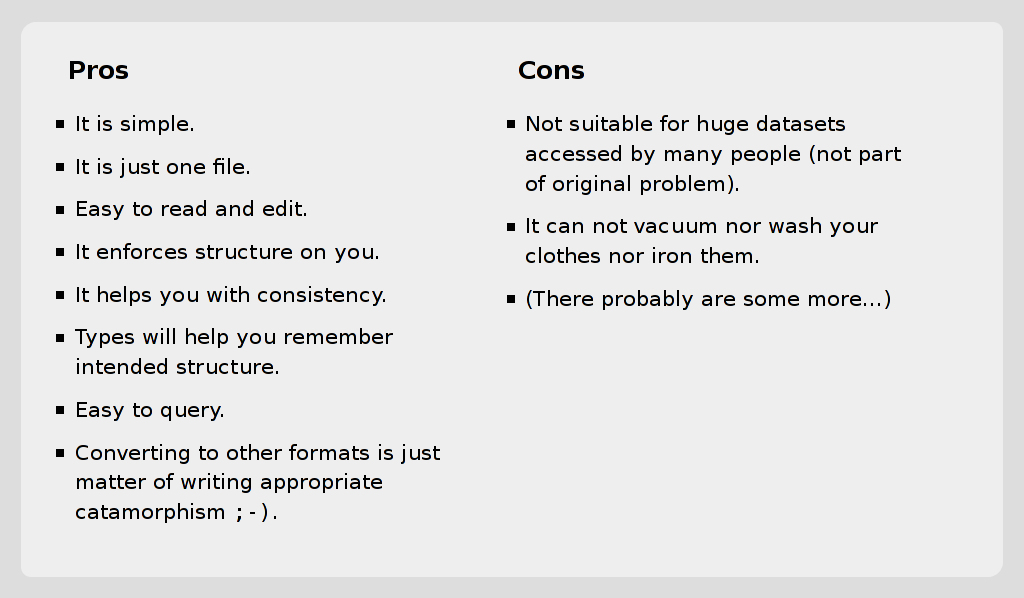 Pros
It is simple.
It is just one file.
Easy to read and edit.
It enforces structure on you.
It helps you with consistency.
Types will help you remember
intended structure.
Easy to query.
Converting to other formats is just
matter of writing appropriate
catamorphism ;-).
Cons
Not suitable for huge datasets
accessed by many people (not part
of original problem).
It can not vacuum nor wash your
clothes nor iron them.
(There probably are some more…)